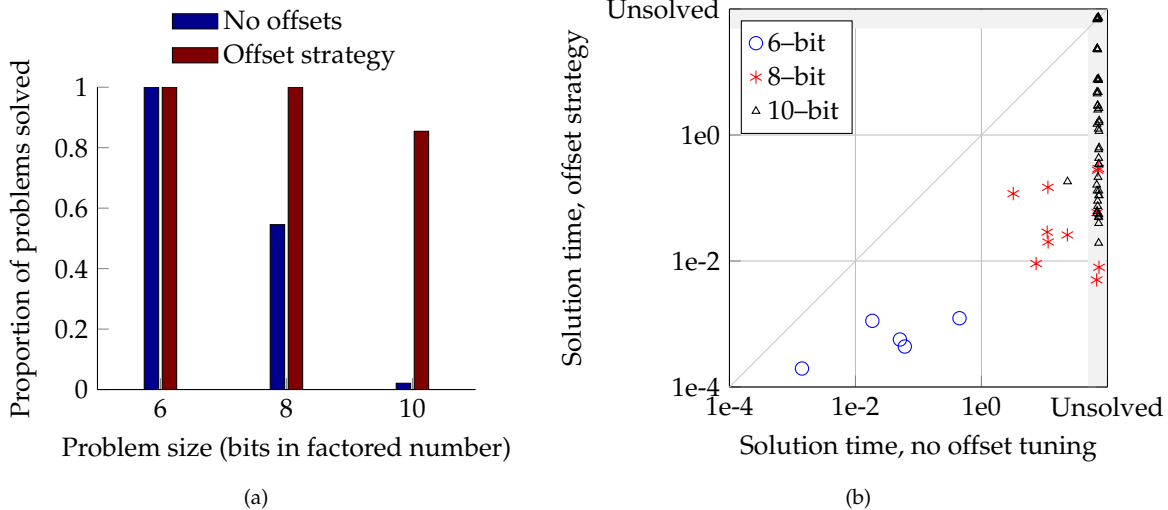 No offsets
Offset strategy
Proportion of problems solved
1
0.8
0.6
0.4
0.2
0
6
8
10
Problem size (bits in factored number)
(a)
Unsolved
6–bit
8–bit
10–bit
Solution time, offset strategy
1e0
1e-2
1e-4
1e-4
1e-2
1e0
Unsolved
Solution time, no offset tuning
(b)